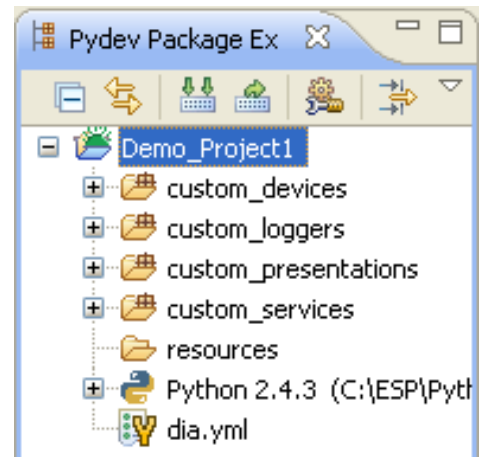 Pydev Package Ex
Demo_Project1
custom_devices
custom_loggers
custom_presentations
custom_services
resources
Python 2.4.3 (C:\ESP\Pyth
dia.yml